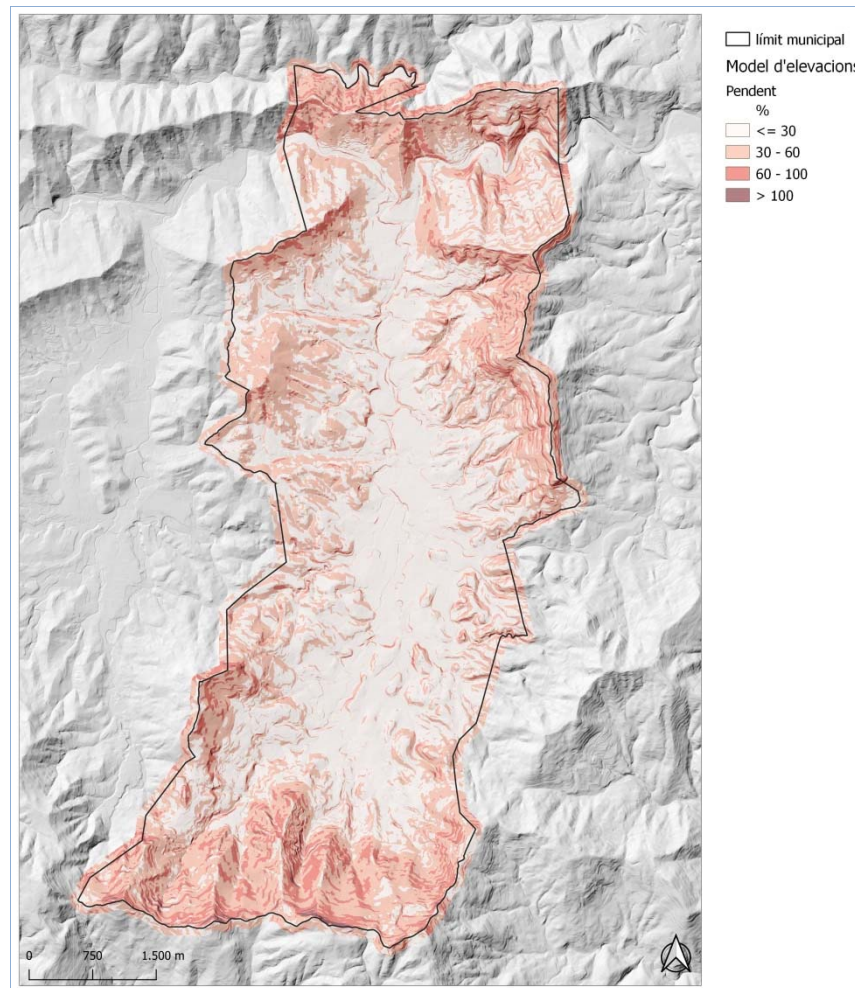 límit municipal
Model d'elevacions
Pendent
%
<= 30
30 - 60
60 - 100
> 100
0 750 1.500 m